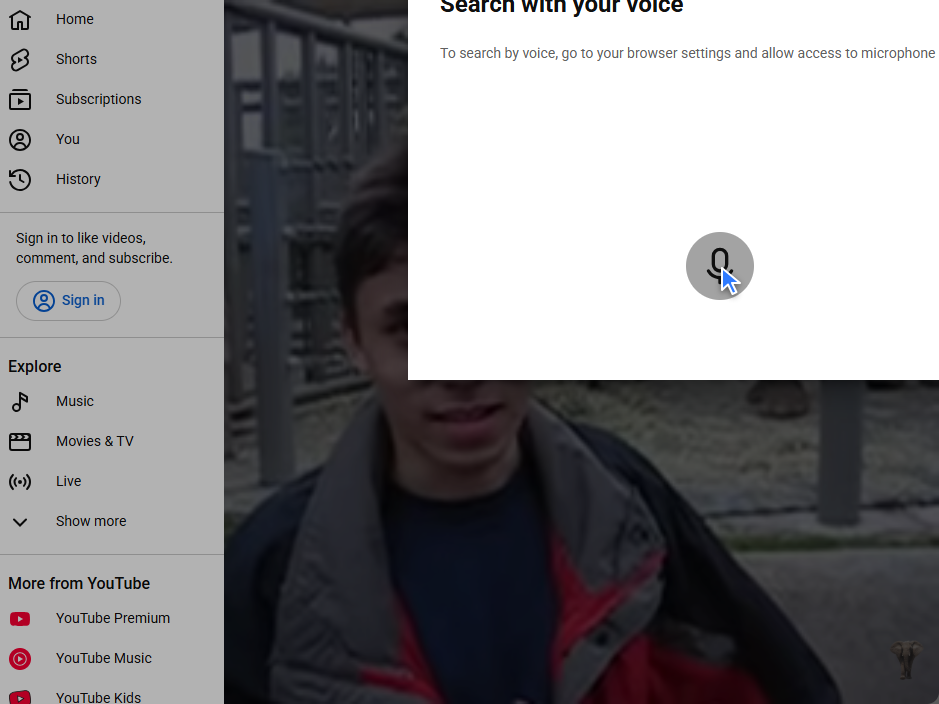 Home
Shorts
Subscriptions
You
History
Sign in to like videos,
comment, and subscribe.
Sign in
Explore
Music
Movies & TV
Live
Show more
More from YouTube
YouTube Premium
YouTube Music
YouTube Kids
Search with your voice
To search by voice, go to your browser settings and allow access to microphone